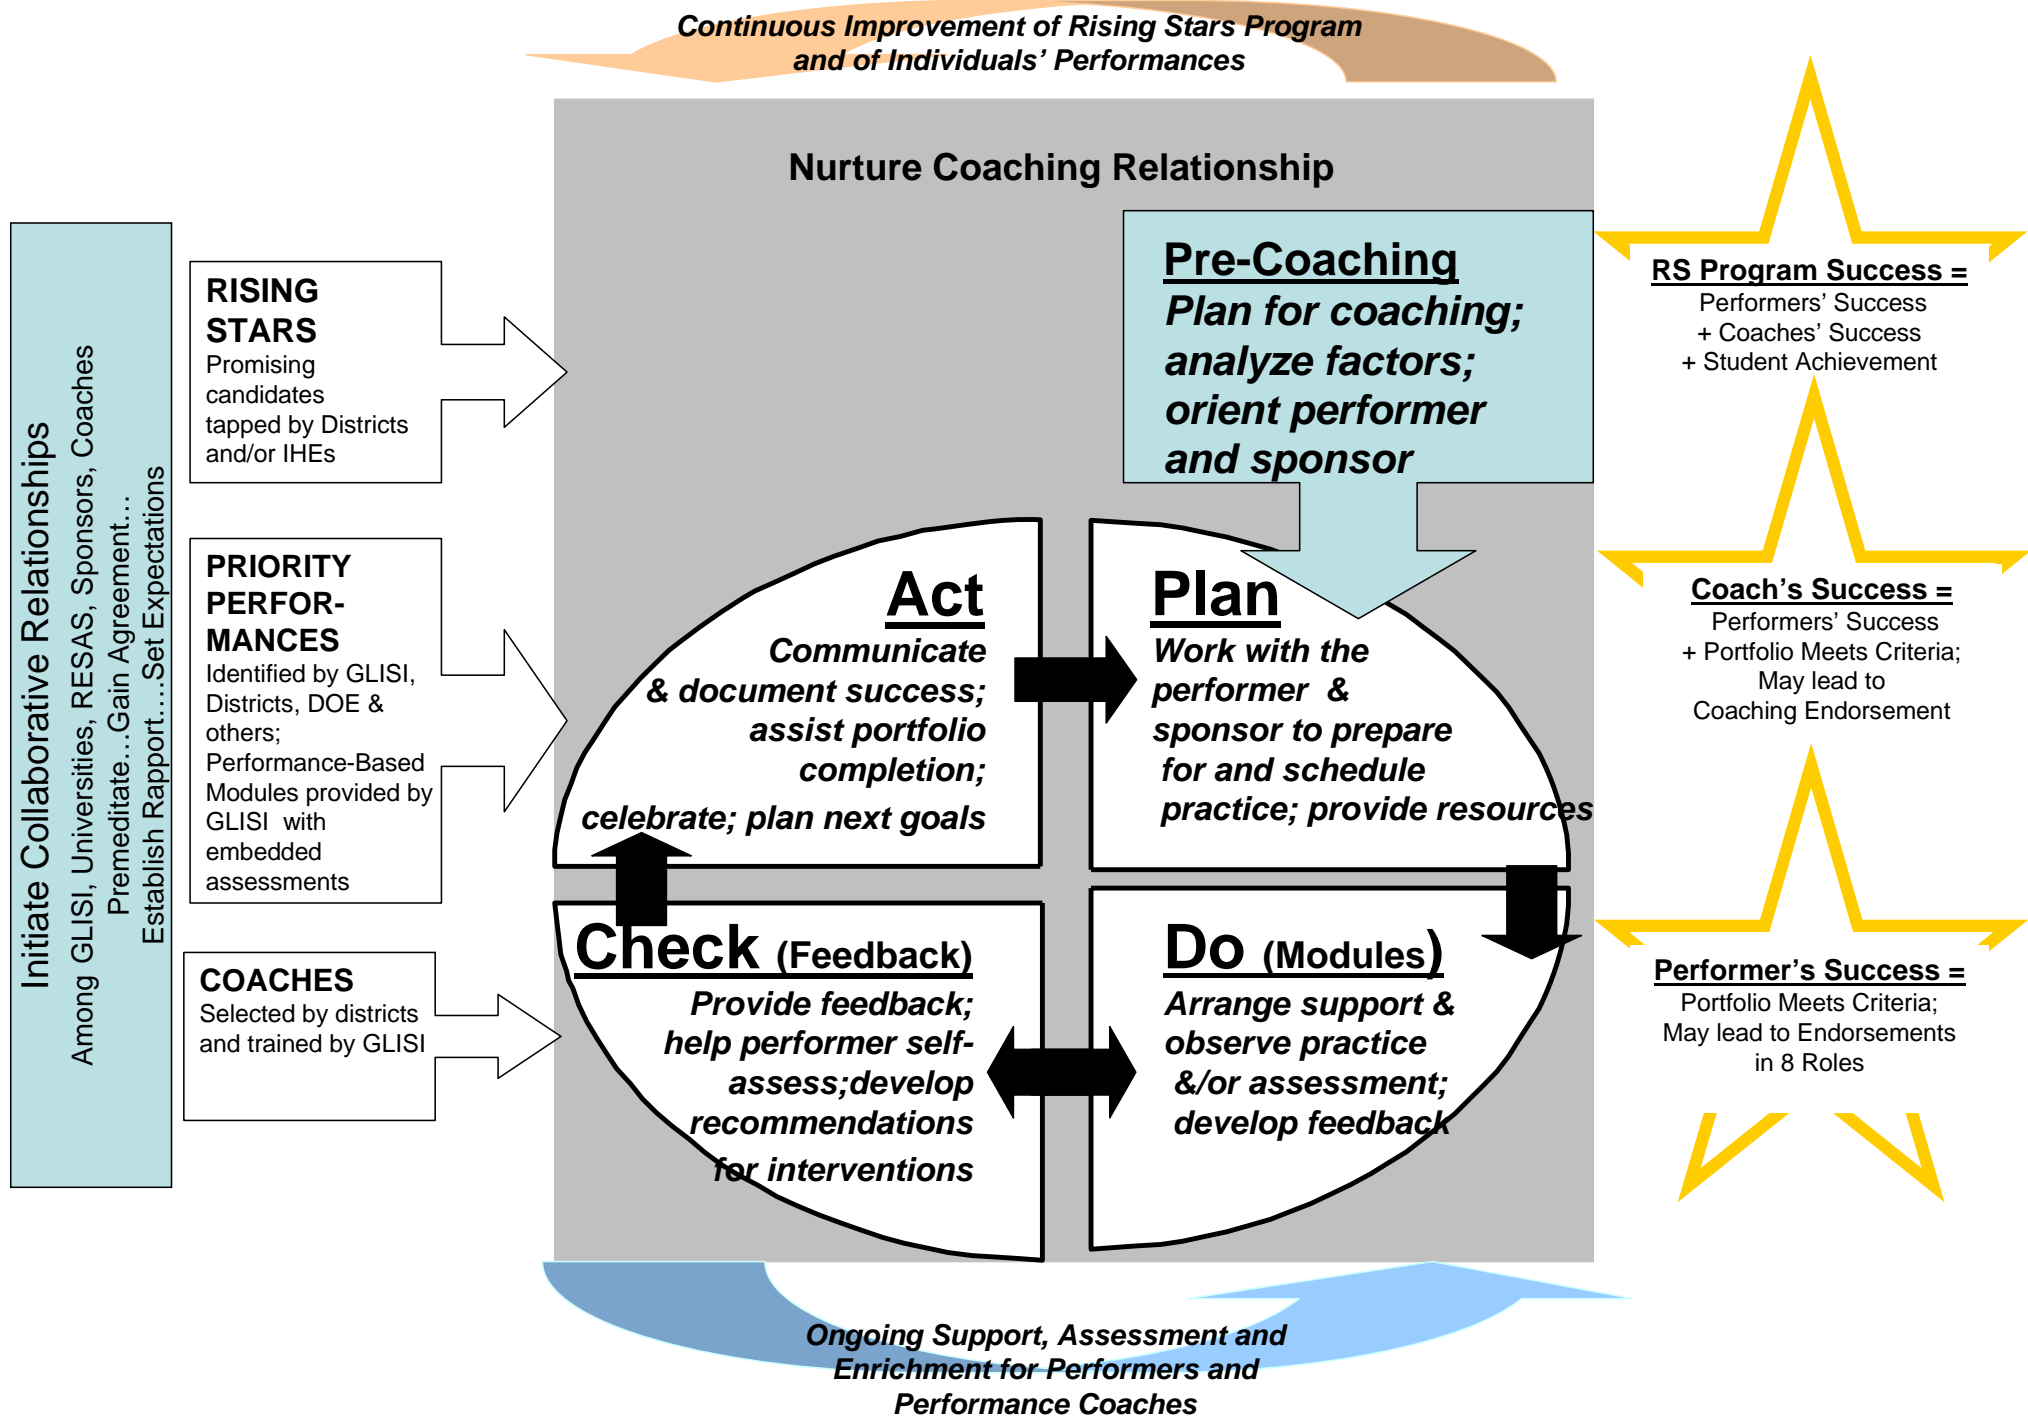 Continuous Improvement of Rising Stars Program
and of Individuals’ Performances
Nurture Coaching Relationship
Initiate Collaborative Relationships
Among GLISI, Universities, RESAS, Sponsors, Coaches
Premeditate…Gain Agreement…
Establish Rapport….Set Expectations
RISING
STARS
Promising
candidates
tapped by Districts
and/or IHEs
PRIORITY
PERFOR-
MANCES
Identified by GLISI,
Districts, DOE &
others;
Performance-Based
Modules provided by
GLISI with
embedded
assessments
COACHES
Selected by districts
and trained by GLISI
Pre-Coaching
Plan for coaching;
analyze factors;
orient performer
and sponsor
Act
Communicate
& document success;
assist portfolio
completion;
celebrate; plan next goals
Plan
Work with the
performer &
sponsor to prepare
for and schedule
practice; provide resources
Check (Feedback)
Provide feedback;
help performer self-
assess;develop
recommendations
for interventions
Do (Modules)
Arrange support &
observe practice
&/or assessment;
develop feedback
RS Program Success =
Performers’ Success
+ Coaches’ Success
+ Student Achievement
Coach’s Success =
Performers’ Success
+ Portfolio Meets Criteria;
May lead to
Coaching Endorsement
Performer’s Success =
Portfolio Meets Criteria;
May lead to Endorsements
in 8 Roles
Ongoing Support, Assessment and
Enrichment for Performers and
Performance Coaches